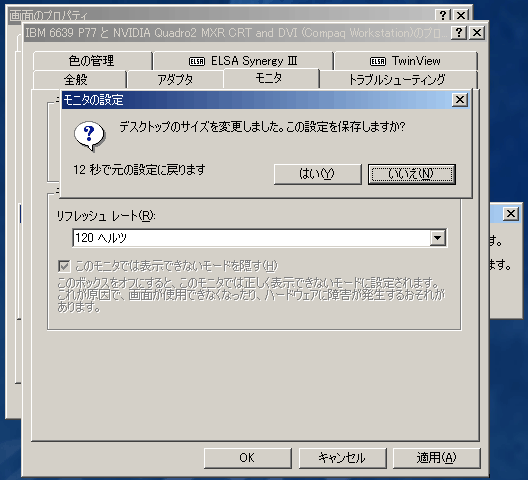 画面のプロパティ
IBM 6639 P77 と NVIDIA Quadro2 MXR CRT and DVI (Compaq Workstation)のプロ...
色の管理
ELSA ELSA Synergy III
ELSA TwinView
全般
アダプタ
モニタ
トラブルシューティング
モニタの設定
デスクトップのサイズを変更しました。この設定を保存しますか?
12 秒で元の設定に戻ります
はい(Y)
いいえ(N)
リフレッシュ レート(R):
120 ヘルツ
す。
ます。
このモニタでは表示できないモードを隠す(H)
このボックスをオフにすると、このモニタでは正しく表示できないモードに設定されます。
これが原因で、画面が使用できなくなったり、ハードウェアに障害が発生するおそれが
あります。
OK
キャンセル
適用(A)